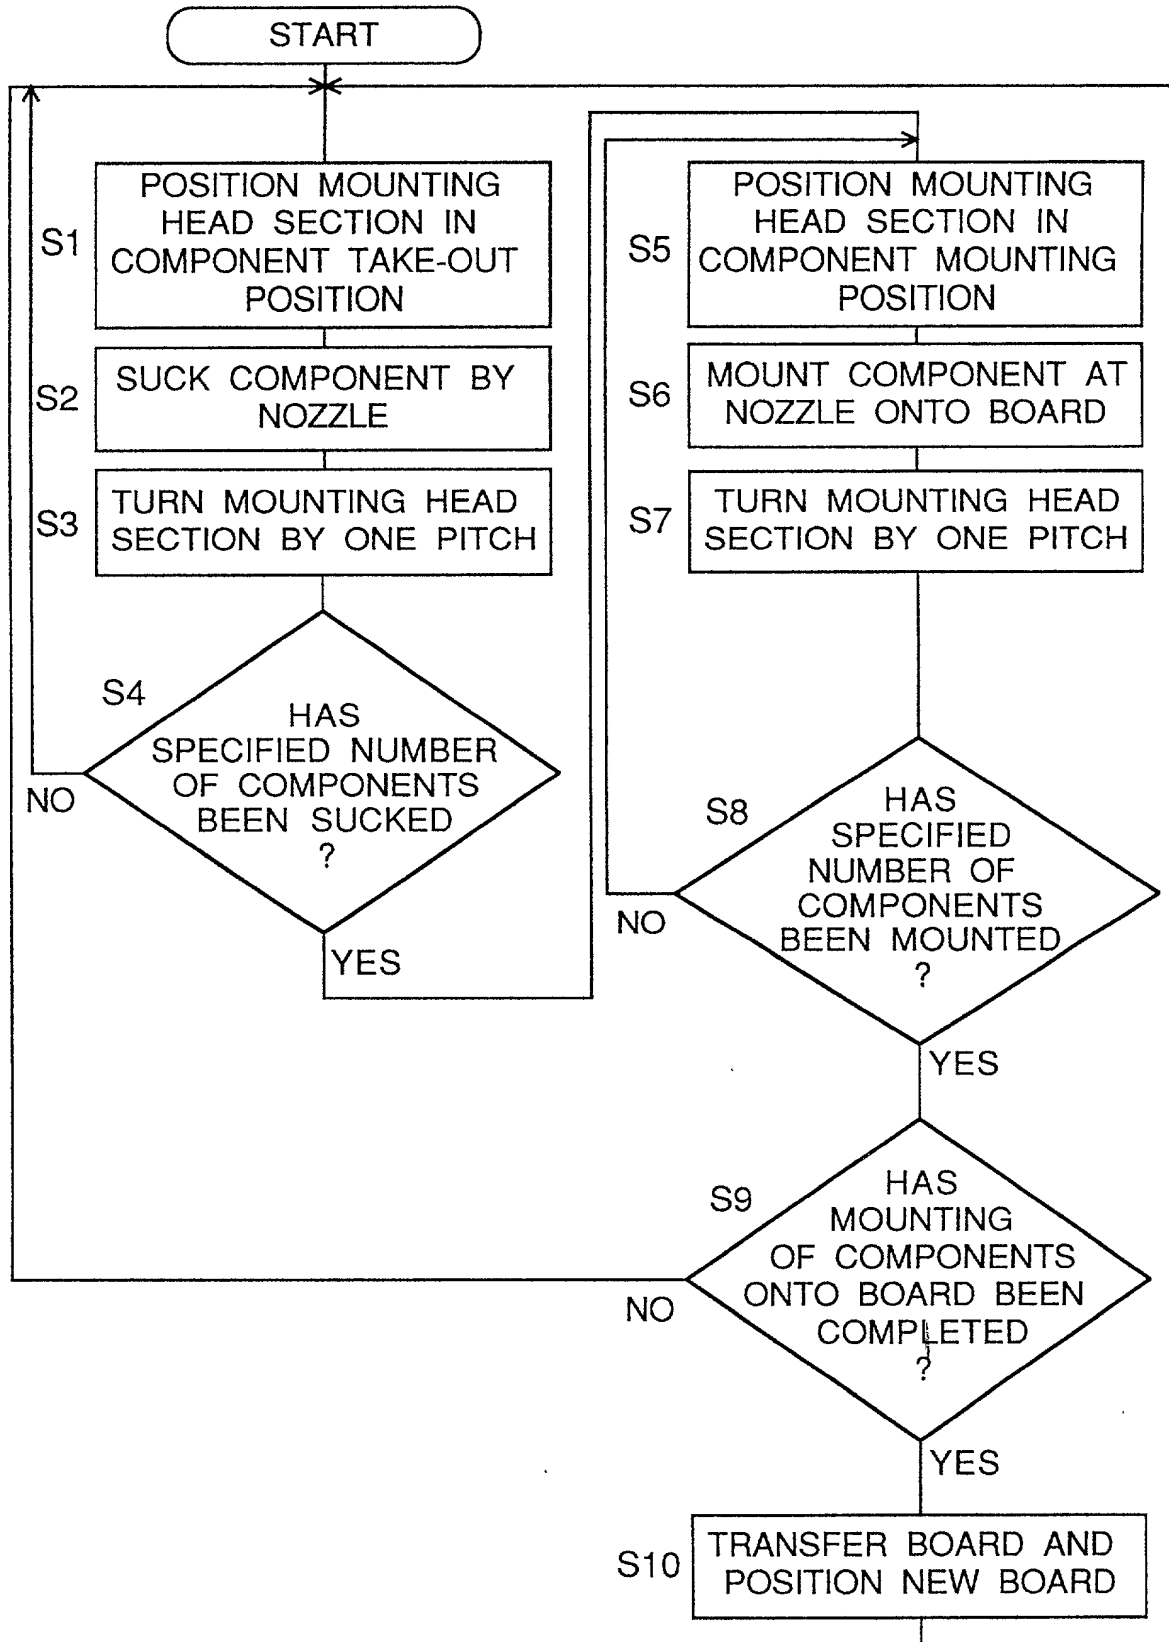 START
S1
POSITION MOUNTING
HEAD SECTION IN
COMPONENT TAKE-OUT
POSITION
S2
SUCK COMPONENT BY
NOZZLE
S3
TURN MOUNTING HEAD
SECTION BY ONE PITCH
S4
HAS
SPECIFIED NUMBER
OF COMPONENTS
BEEN SUCKED
?
NO
YES
S5
POSITION MOUNTING
HEAD SECTION IN
COMPONENT MOUNTING
POSITION
S6
MOUNT COMPONENT AT
NOZZLE ONTO BOARD
S7
TURN MOUNTING HEAD
SECTION BY ONE PITCH
S8
HAS
SPECIFIED
NUMBER OF
COMPONENTS
BEEN MOUNTED
?
NO
YES
S9
HAS
MOUNTING
OF COMPONENTS
ONTO BOARD BEEN
COMPLETED
?
NO
YES
S10
TRANSFER BOARD AND
POSITION NEW BOARD